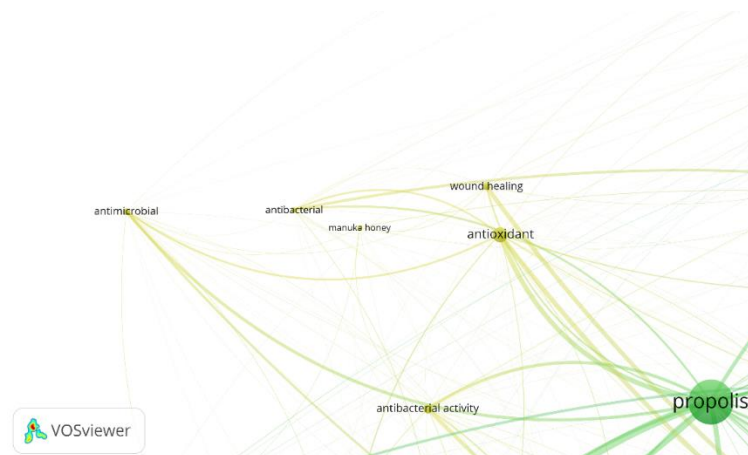 wound healing
antimicrobial
antibacterial
manuka honey
antioxidant
propolis
antibacterial activity
VOSviewer